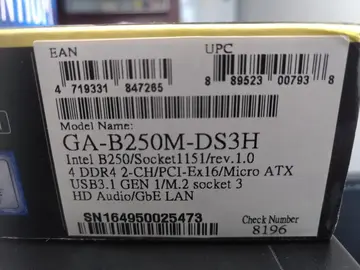 EAN UPC
4 719331 847265 8 89523 00793 8
Model Name:
GA-B250M-DS3H
Intel B250/Socket1151/rev.1.0
4 DDR4 2-CH/PCI-Ex16/Micro ATX
USB3.1 GEN 1/M.2 socket 3
HD Audio/GbE LAN
SN164950025473
Check Number
8196